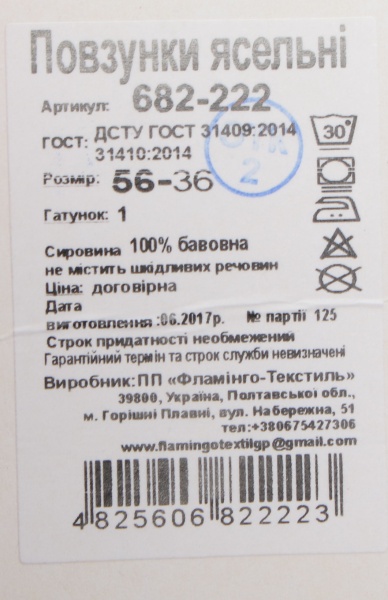 Повзунки ясельні
Артикул: 682-222
ГОСТ: ДСТУ ГОСТ 31409:2014
31410:2014
Розмір: 56-36
Гатунок: 1
ОТК
2
30°
Сировина 100% бавовна
не містить шкідливих речовин
Ціна: договірна
Дата
виготовлення :06.2017р. № партії 125
Строк придатності необмежений
Гарантійний термін та строк служби невизначені
Виробник:ПП «Фламінго-Текстиль»
39800, Україна, Полтавської обл.,
м. Горішні Плавні, вул. Набережна, 51
тел:+380675427306
www.flamingotextilgp@gmail.com
4 825606 822223